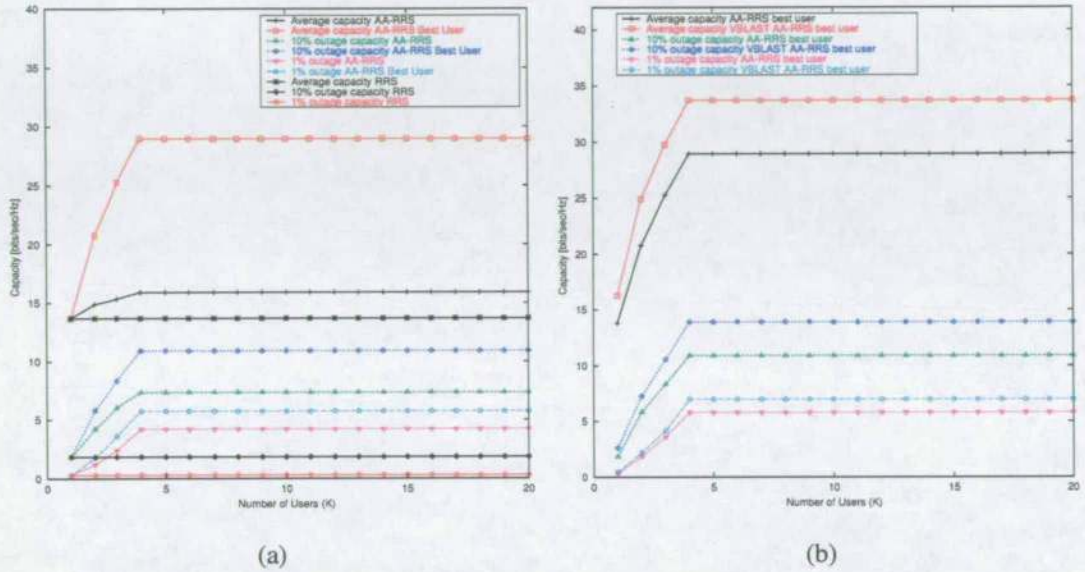 Average capacity AA-RRS
Average capacity AA-RRS Best User
10% outage capacity AA-RRS
10% outage capacity AA-RRS Best User
1% outage AA-RRS
1% outage AA-RRS Best User
Average capacity RRS
10% outage capacity RRS
1% outage capacity RRS
40
35
30
25
20
15
10
5
0
Capacity [bits/sec/Hz]
0 5 10 15 20
Number of Users (K)
(a)
Average capacity AA-RRS best user
Average capacity VBLAST AA-RRS best user
10% outage capacity AA-RRS best user
10% outage capacity VBLAST AA-RRS best user
1% outage capacity AA-RRS best user
1% outage capacity VBLAST AA-RRS best user
40
35
30
25
20
15
10
5
0
Capacity [bits/sec/Hz]
0 5 10 15 20
Number of Users (K)
(b)